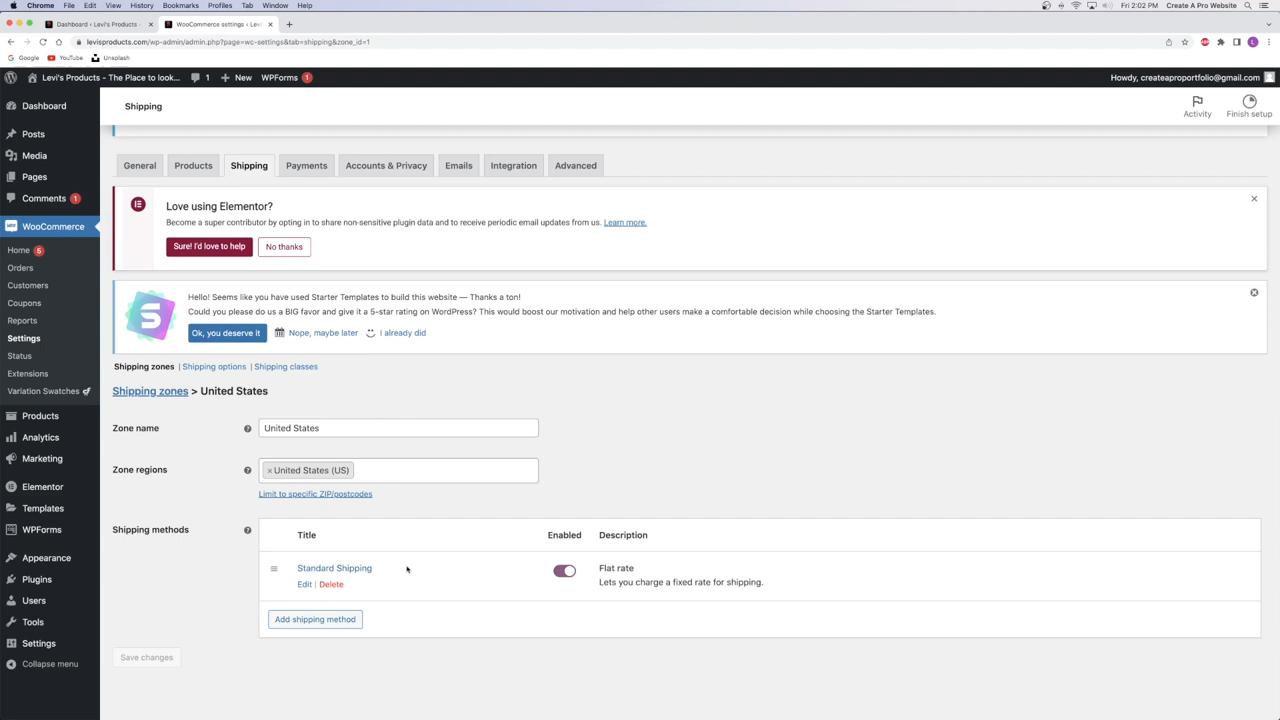 Chrome File Edit View History Bookmarks Profiles Tab Window Help
Fri 2:02 PM Create A Pro Website
Dashboard ‹ Levi's Products -
WooCommerce settings ‹ Levi
levisproducts.com/wp-admin/admin.php?page=wc-settings&tab=shipping&zone_id=1
Google YouTube Unsplash
Levi's Products - The Place to look... 1 New WPForms 1
Howdy, createaproportfolio@gmail.com
Dashboard
Posts
Media
Pages
Comments 1
WooCommerce
Home 5
Orders
Customers
Coupons
Reports
Settings
Status
Extensions
Variation Swatches
Products
Analytics
Marketing
Elementor
Templates
WPForms
Appearance
Plugins
Users
Tools
Settings
Collapse menu
Shipping
Activity
Finish setup
General Products Shipping Payments Accounts & Privacy Emails Integration Advanced
Love using Elementor?
Become a super contributor by opting in to share non-sensitive plugin data and to receive periodic email updates from us. Learn more.
Sure! I'd love to help No thanks
Hello! Seems like you have used Starter Templates to build this website — Thanks a ton!
Could you please do us a BIG favor and give it a 5-star rating on WordPress? This would boost our motivation and help other users make a comfortable decision while choosing the Starter Templates.
Ok, you deserve it Nope, maybe later I already did
Shipping zones | Shipping options | Shipping classes
Shipping zones > United States
Zone name
United States
Zone regions
×United States (US)
Limit to specific ZIP/postcodes
Shipping methods
Title Enabled Description
Standard Shipping
Edit | Delete
Flat rate
Lets you charge a fixed rate for shipping.
Add shipping method
Save changes